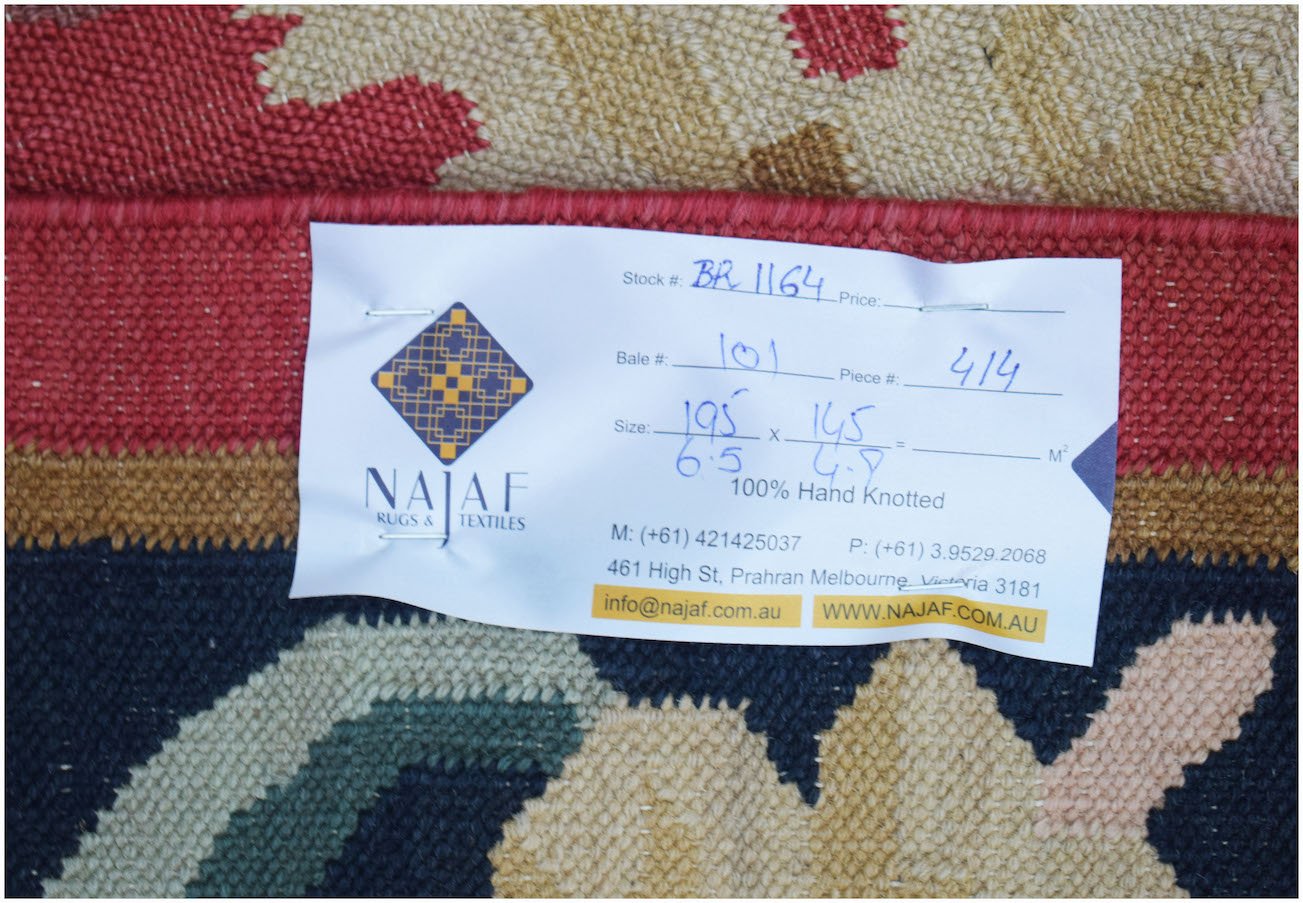 NAJAF
RUGS & TEXTILES
Stock #: BR 1164 Price:
Bale #: 101 Piece #: 414
Size: 195 x 145 = M²
6.5 4.8
100% Hand Knotted
M: (+61) 421425037 P: (+61) 3.9529.2068
461 High St, Prahran Melbourne, Victoria 3181
info@najaf.com.au WWW.NAJAF.COM.AU